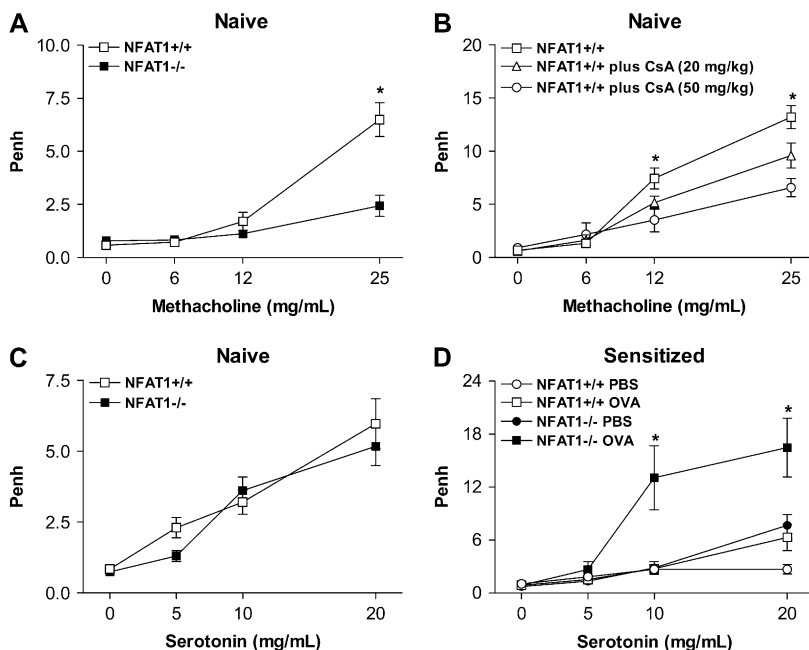 A
Naive
NFAT1+/+
NFAT1-/-
10.0
7.5
5.0
2.5
0.0
Penh
*
0 6 12 25
Methacholine (mg/mL)
B
Naive
NFAT1+/+
NFAT1+/+ plus CsA (20 mg/kg)
NFAT1+/+ plus CsA (50 mg/kg)
20
15
10
5
0
Penh
*
*
0 6 12 25
Methacholine (mg/mL)
C
Naive
NFAT1+/+
NFAT1-/-
7.5
5.0
2.5
0.0
Penh
0 5 10 20
Serotonin (mg/mL)
D
Sensitized
NFAT1+/+ PBS
NFAT1+/+ OVA
NFAT1-/- PBS
NFAT1-/- OVA
24
18
12
6
0
Penh
*
*
0 5 10 20
Serotonin (mg/mL)